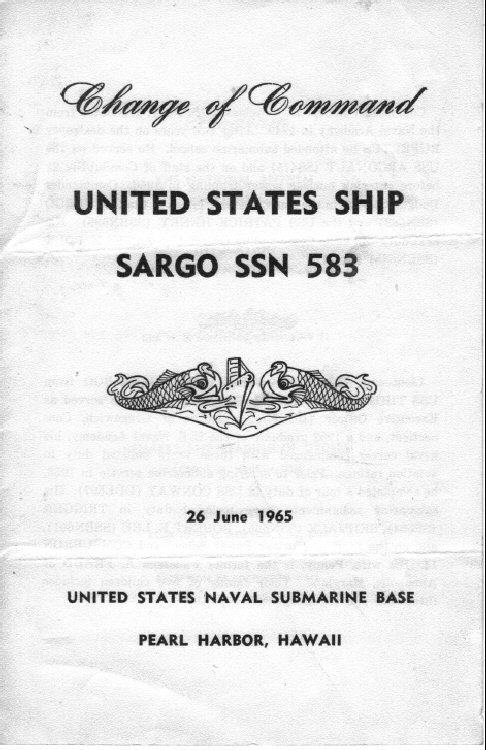 Change of Command
UNITED STATES SHIP
SARGO SSN 583
26 June 1965
UNITED STATES NAVAL SUBMARINE BASE
PEARL HARBOR, HAWAII